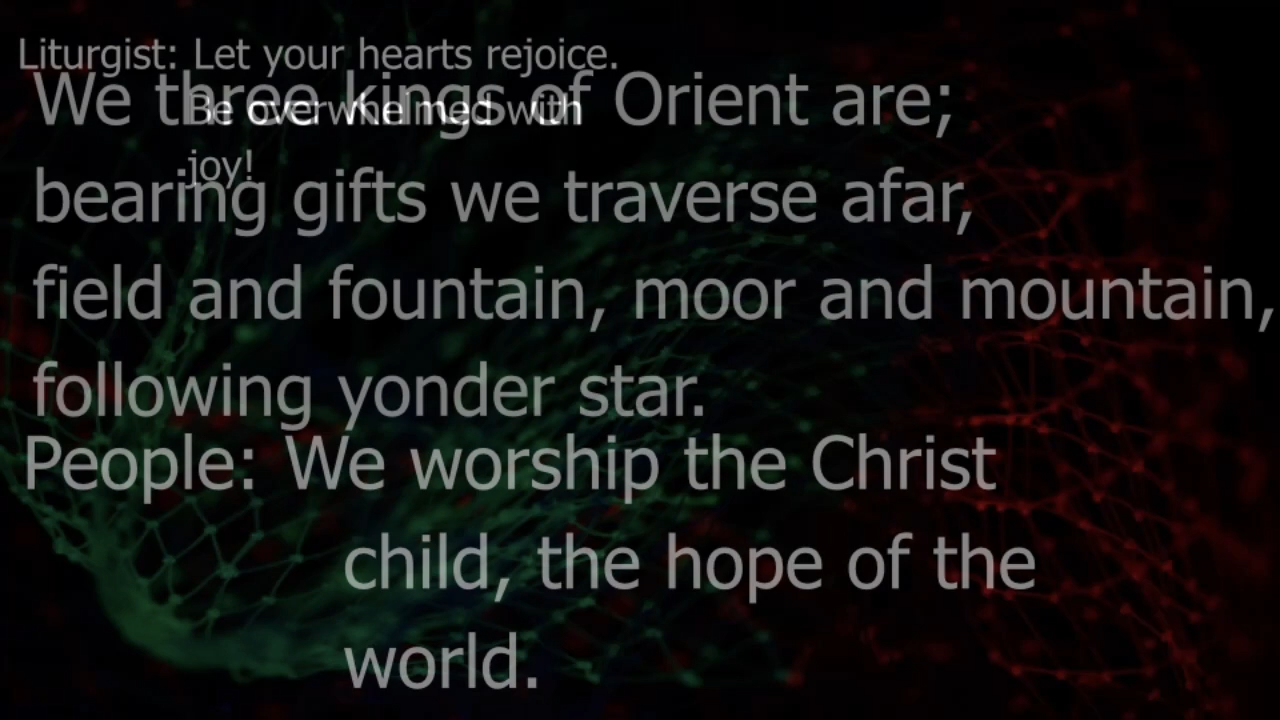 Liturgist: Let your hearts rejoice.
We three kings of Orient are;
Be overwhelmed with
joy!
bearing gifts we traverse afar,
field and fountain, moor and mountain,
following yonder star.
People: We worship the Christ
child, the hope of the
world.